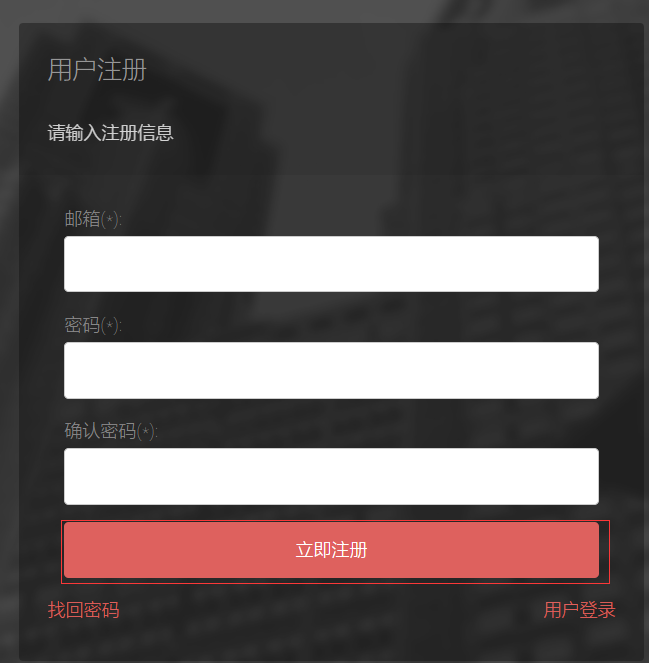 用户注册
请输入注册信息
邮箱(*):
密码(*):
确认密码(*):
立即注册
找回密码 用户登录